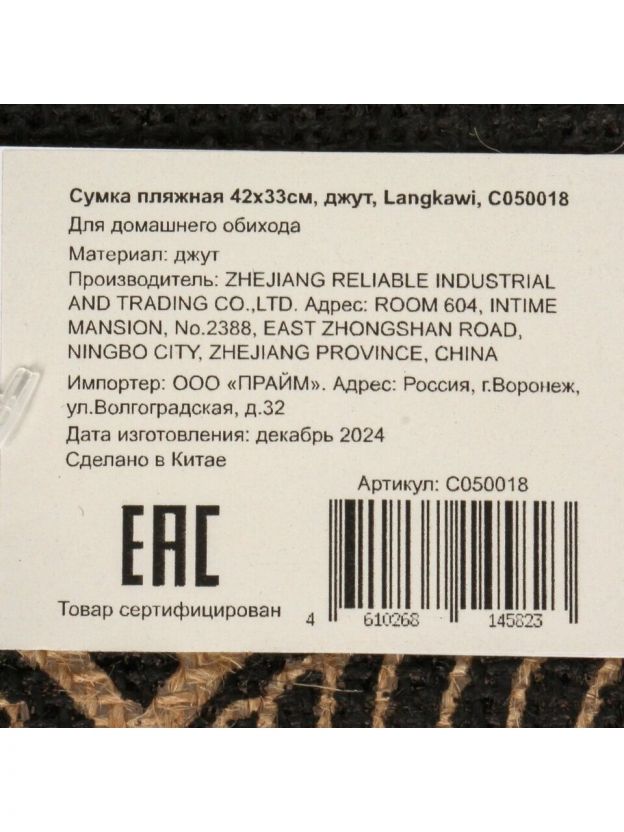 Сумка пляжная 42х33см, джут, Langkawi, C050018
Для домашнего обихода
Материал: джут
Производитель: ZHEJIANG RELIABLE INDUSTRIAL
AND TRADING CO.,LTD. Адрес: ROOM 604, INTIME
MANSION, No.2388, EAST ZHONGSHAN ROAD,
NINGBO CITY, ZHEJIANG PROVINCE, CHINA
Импортер: ООО «ПРАЙМ». Адрес: Россия, г.Воронеж,
ул.Волгоградская, д.32
Дата изготовления: декабрь 2024
Сделано в Китае
Артикул: C050018
EAC
Товар сертифицирован
4 610268 145823